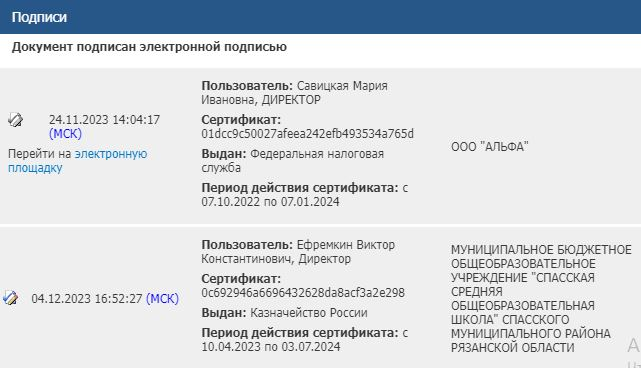 Подписи
Документ подписан электронной подписью
24.11.2023 14:04:17
(МСК)
Перейти на электронную
площадку
Пользователь: Савицкая Мария
Ивановна, ДИРЕКТОР
Сертификат:
01dcc9c50027afeea242efb493534a765d
Выдан: Федеральная налоговая
служба
Период действия сертификата: с
07.10.2022 по 07.01.2024
ООО "АЛЬФА"
04.12.2023 16:52:27 (МСК)
Пользователь: Ефремкин Виктор
Константинович, Директор
Сертификат:
0c692946a6696432628da8acf3a2e298
Выдан: Казначейство России
Период действия сертификата: с
10.04.2023 по 03.07.2024
МУНИЦИПАЛЬНОЕ БЮДЖЕТНОЕ
ОБЩЕОБРАЗОВАТЕЛЬНОЕ
УЧРЕЖДЕНИЕ "СПАССКАЯ
СРЕДНЯЯ
ОБЩЕОБРАЗОВАТЕЛЬНАЯ
ШКОЛА" СПАССКОГО
МУНИЦИПАЛЬНОГО РАЙОНА
РЯЗАНСКОЙ ОБЛАСТИ